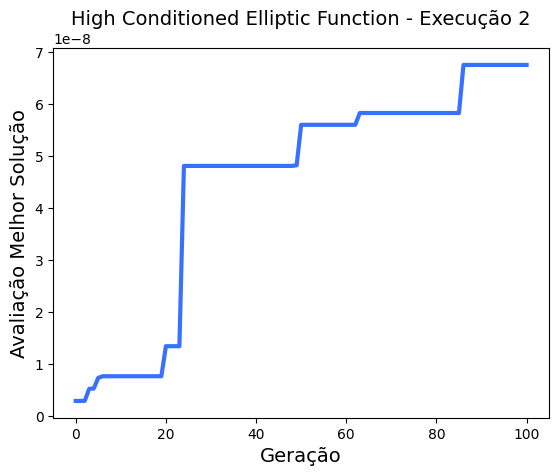 High Conditioned Elliptic Function - Execução 2
1e−8
7
6
5
4
3
2
1
0
Avaliação Melhor Solução
0 20 40 60 80 100
Geração